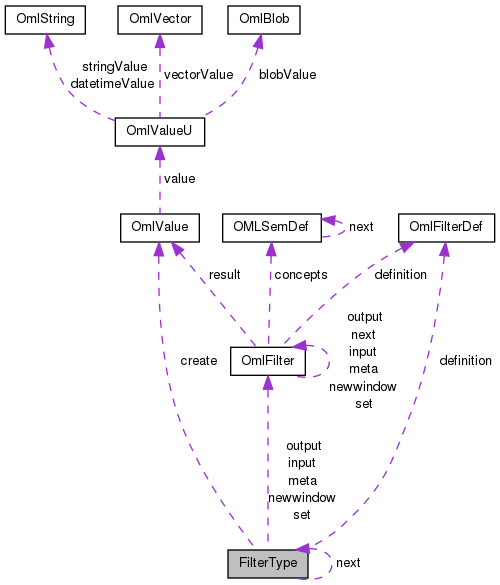 OmlString
OmlVector
OmlBlob
stringValue
datetimeValue
vectorValue
blobValue
OmlValueU
value
OmlValue
OMLSemDef
next
OmlFilterDef
result
concepts
definition
output
next
input
meta
newwindow
set
create
OmlFilter
definition
output
input
meta
newwindow
set
FilterType
next